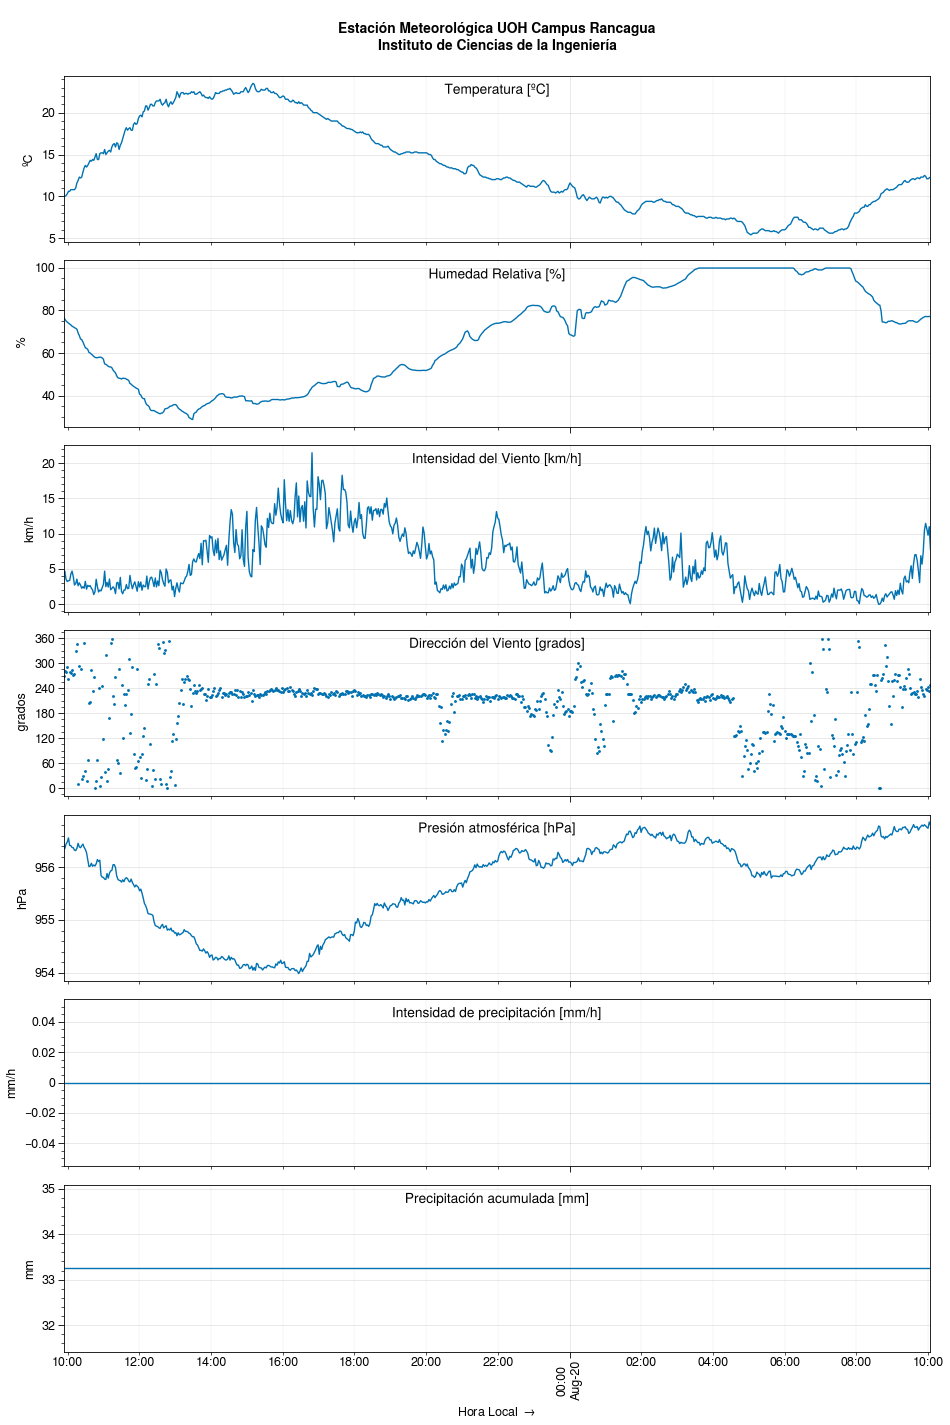 Estación Meteorológica UOH Campus Rancagua
Instituto de Ciencias de la Ingeniería
Temperatura [ºC]
ºC
20
15
10
5
Humedad Relativa [%]
%
100
80
60
40
Intensidad del Viento [km/h]
km/h
20
15
10
5
0
Dirección del Viento [grados]
grados
360
300
240
180
120
60
0
Presión atmosférica [hPa]
hPa
956
955
954
Intensidad de precipitación [mm/h]
mm/h
0.04
0.02
0
−0.02
−0.04
Precipitación acumulada [mm]
mm
35
34
33
32
10:00 12:00 14:00 16:00 18:00 20:00 22:00 00:00 02:00 04:00 06:00 08:00 10:00
Aug-20
Hora Local →